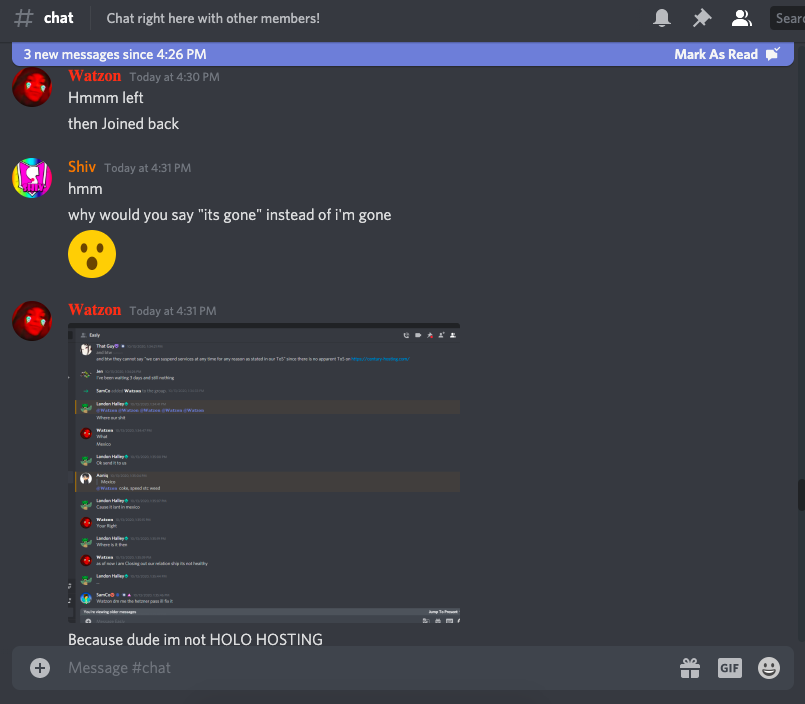 # chat Chat right here with other members! Sear
3 new messages since 4:26 PM Mark As Read
Watzon Today at 4:30 PM
Hmmm left
then Joined back
Shiv Today at 4:31 PM
hmm
why would you say "its gone" instead of i'm gone
Watzon Today at 4:31 PM
Easly
That Guy
and btw
and btw they cannot say "we can suspend services at any time for any reason as stated in our ToS" since there is no apparent ToS on
Jan
I've been waiting 3 days and still nothing
SamCo added Watzon to the group.
Landon Halley
@Watzon @Watzon @Watzon @Watzon @Watzon
Where our shit
Watzon
What
Mexico
Landon Halley
Ok send it to us
Mexico
@Watzon coke, speed etc weed
Landon Halley
Cause it isnt in mexico
Watzon
Your Right
Landon Halley
Where is it then
Watzon
as of now i am Closing out our relation ship its not healthy
Landon Halley
SamCo
Watzon dm me the hetzner pass ill fix it
You're viewing older messages Jump To Present
Because dude im not HOLO HOSTING
Message #chat GIF